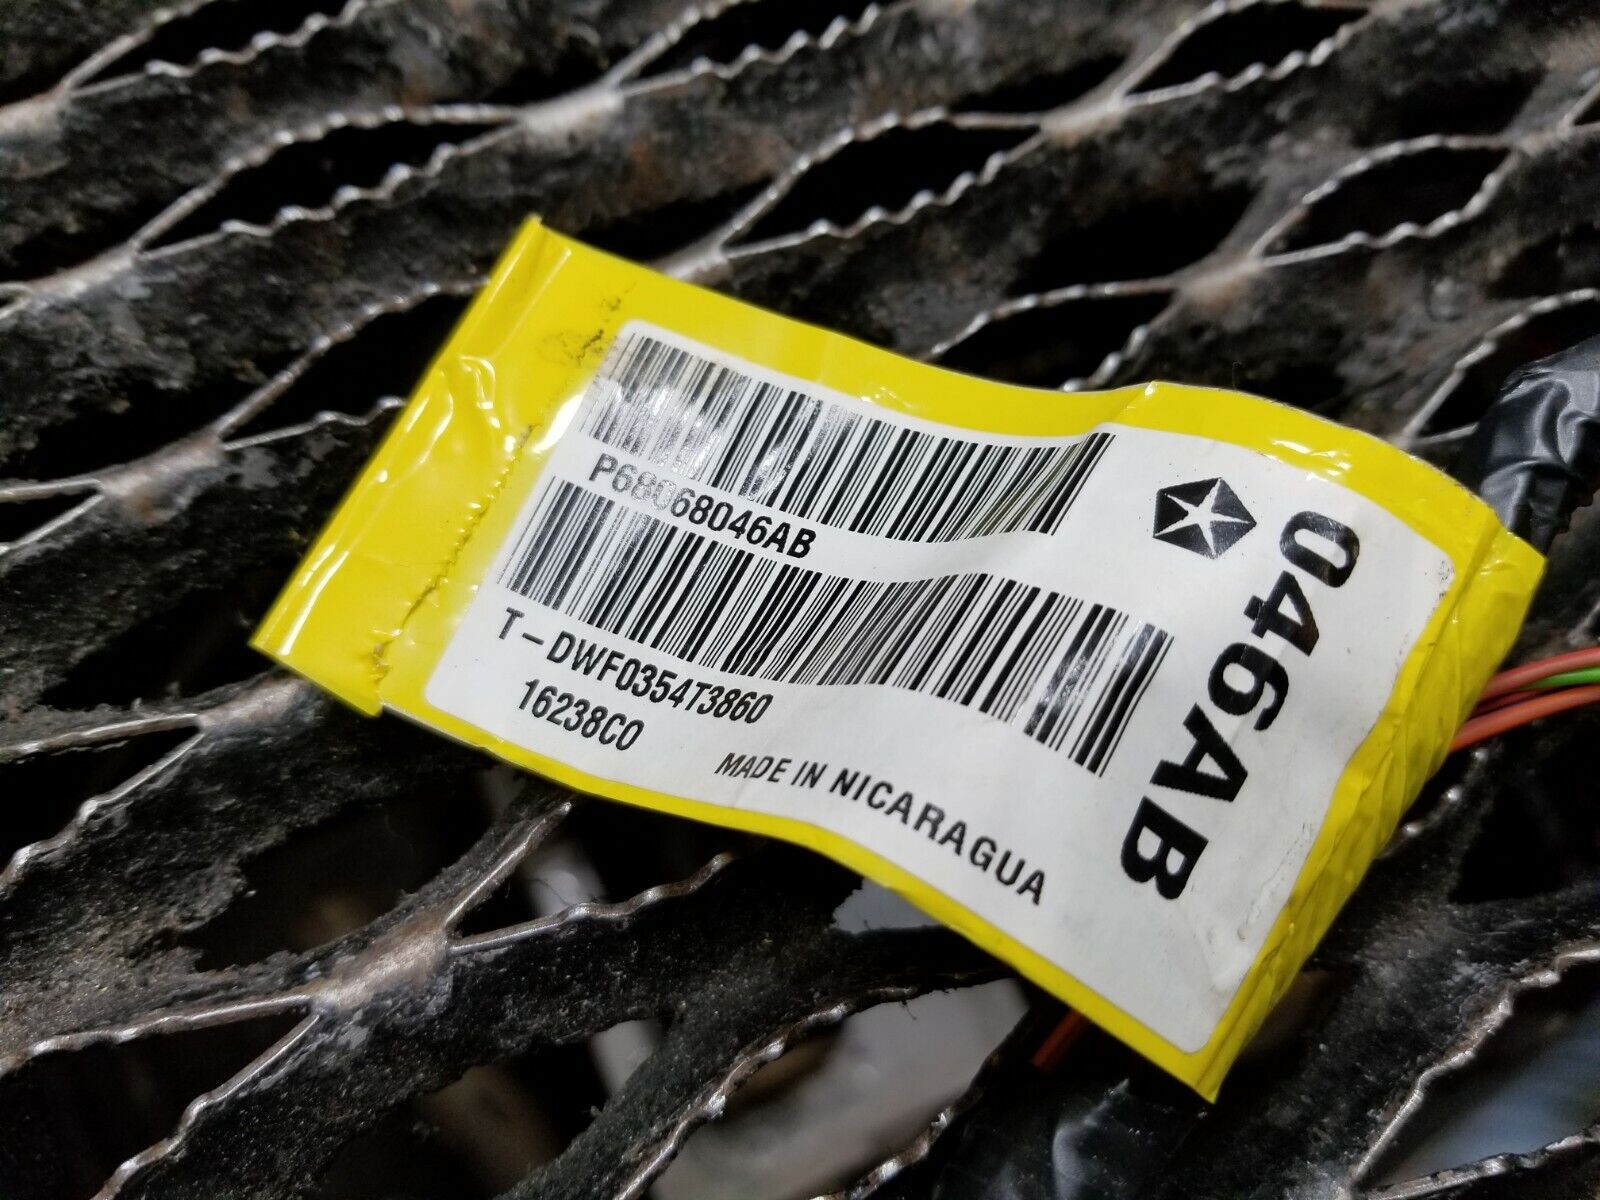 P68068046AB
T-DWF0354T3860
16238C0
MADE IN NICARAGUA
046AB